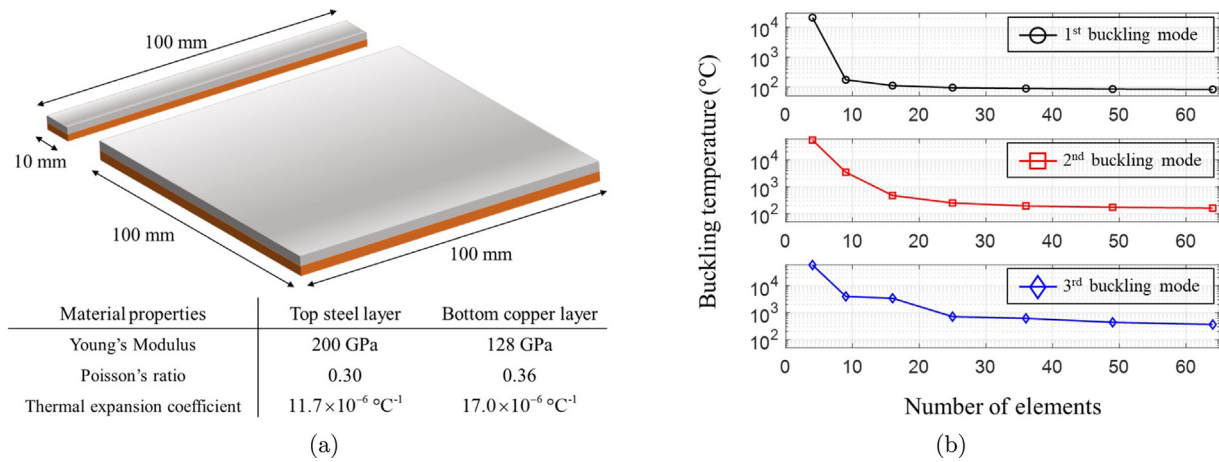 100 mm
10 mm
100 mm
100 mm
Material properties Top steel layer Bottom copper layer
Young's Modulus 200 GPa 128 GPa
Poisson's ratio 0.30 0.36
Thermal expansion coefficient 11.7×10⁻⁶ °C⁻¹ 17.0×10⁻⁶ °C⁻¹
(a)
Buckling temperature (°C)
10⁴
10³
10²
1ˢᵗ buckling mode
0 10 20 30 40 50 60
10⁴
10³
10²
2ⁿᵈ buckling mode
0 10 20 30 40 50 60
10⁴
10³
10²
3ʳᵈ buckling mode
0 10 20 30 40 50 60
Number of elements
(b)